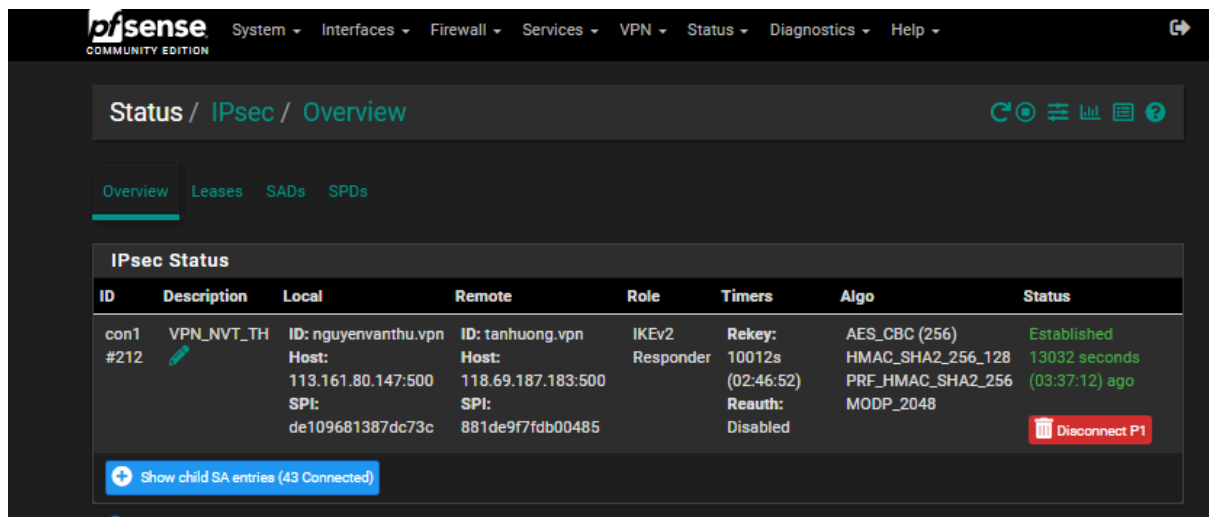 pfsense System Interfaces Firewall Services VPN Status Diagnostics Help
COMMUNITY EDITION
Status / IPsec / Overview
Overview Leases SADs SPDs
IPsec Status
ID Description Local Remote Role Timers Algo Status
con1 VPN_NVT_TH ID: nguyenvanthu.vpn ID: tanhuong.vpn IKEv2 Rekey: AES_CBC (256) Established
#212 Host: Host: Responder 10012s HMAC_SHA2_256_128 13032 seconds
113.161.80.147:500 118.69.187.183:500 (02:46:52) PRF_HMAC_SHA2_256 (03:37:12) ago
SPI: SPI: Reauth: MODP_2048
de109681387dc73c 881de9f7fdb00485 Disabled Disconnect P1
Show child SA entries (43 Connected)